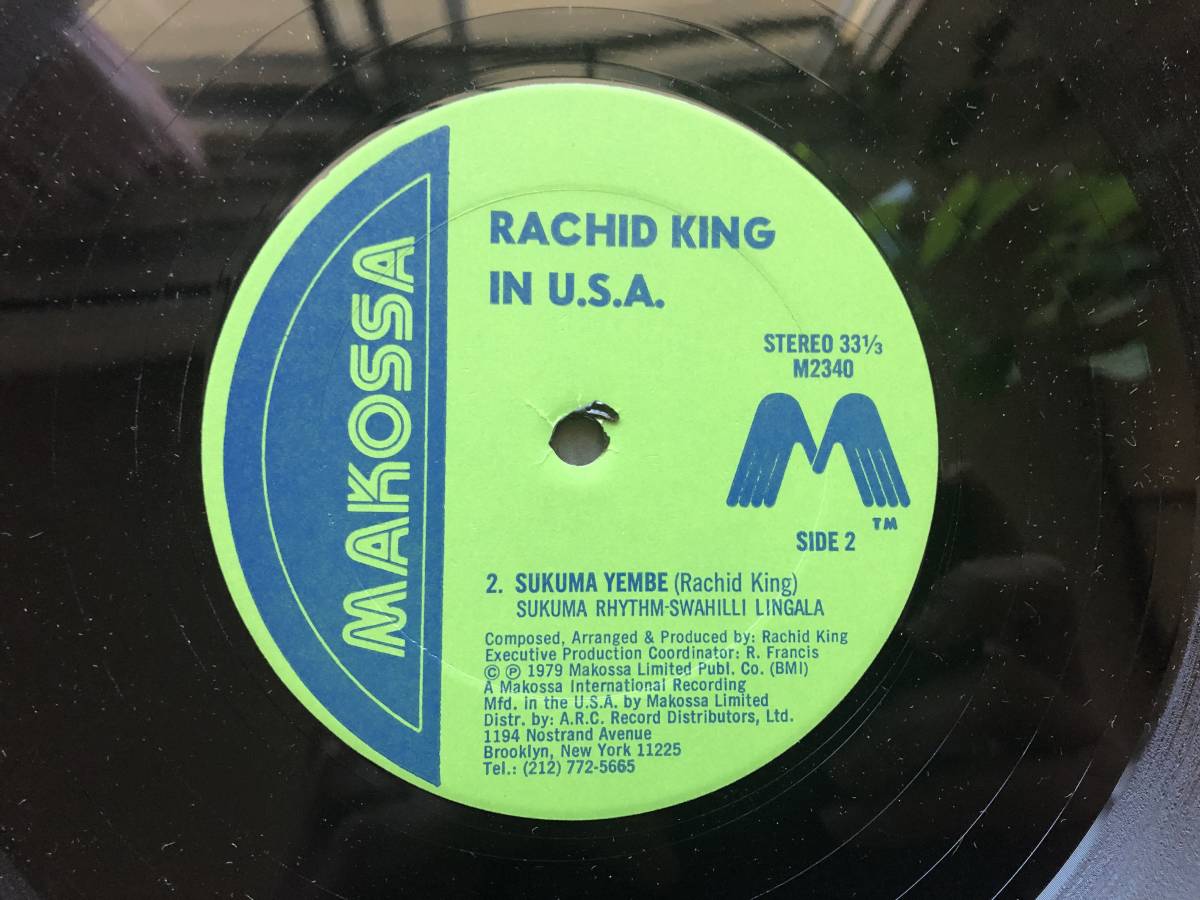 MAKOSSA
RACHID KING
IN U.S.A.
STEREO 33⅓
M2340
M
TM
SIDE 2
2. SUKUMA YEMBE (Rachid King)
SUKUMA RHYTHM-SWAHILLI LINGALA
Composed, Arranged & Produced by: Rachid King
Executive Production Coordinator: R. Francis
© ℗ 1979 Makossa Limited Publ. Co. (BMI)
A Makossa International Recording
Mfd. in the U.S.A. by Makossa Limited
Distr. by: A.R.C. Record Distributors, Ltd.
1194 Nostrand Avenue
Brooklyn, New York 11225
Tel.: (212) 772-5665